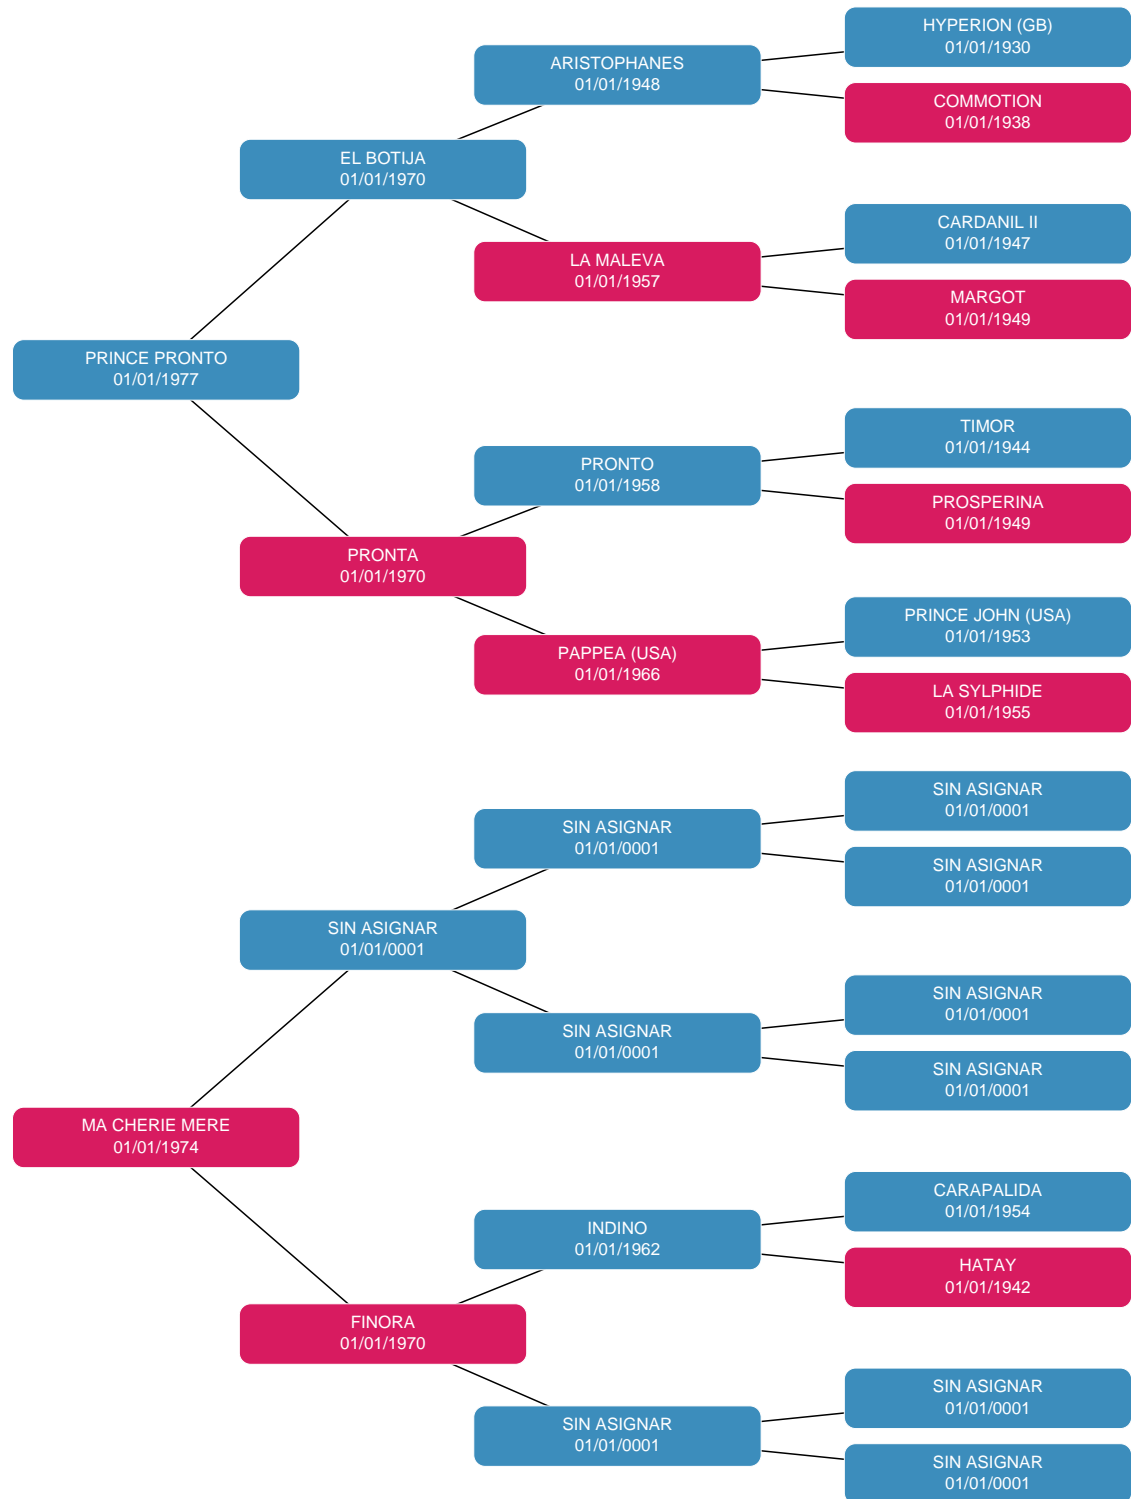 HYPERION (GB)
01/01/1930
ARISTOPHANES
01/01/1948
COMMOTION
01/01/1938
EL BOTIJA
01/01/1970
CARDANIL II
01/01/1947
LA MALEVA
01/01/1957
MARGOT
01/01/1949
PRINCE PRONTO
01/01/1977
TIMOR
01/01/1944
PRONTO
01/01/1958
PROSPERINA
01/01/1949
PRONTA
01/01/1970
PRINCE JOHN (USA)
01/01/1953
PAPPEA (USA)
01/01/1966
LA SYLPHIDE
01/01/1955
SIN ASIGNAR
01/01/0001
SIN ASIGNAR
01/01/0001
SIN ASIGNAR
01/01/0001
SIN ASIGNAR
01/01/0001
SIN ASIGNAR
01/01/0001
SIN ASIGNAR
01/01/0001
SIN ASIGNAR
01/01/0001
MA CHERIE MERE
01/01/1974
CARAPALIDA
01/01/1954
INDINO
01/01/1962
HATAY
01/01/1942
FINORA
01/01/1970
SIN ASIGNAR
01/01/0001
SIN ASIGNAR
01/01/0001
SIN ASIGNAR
01/01/0001